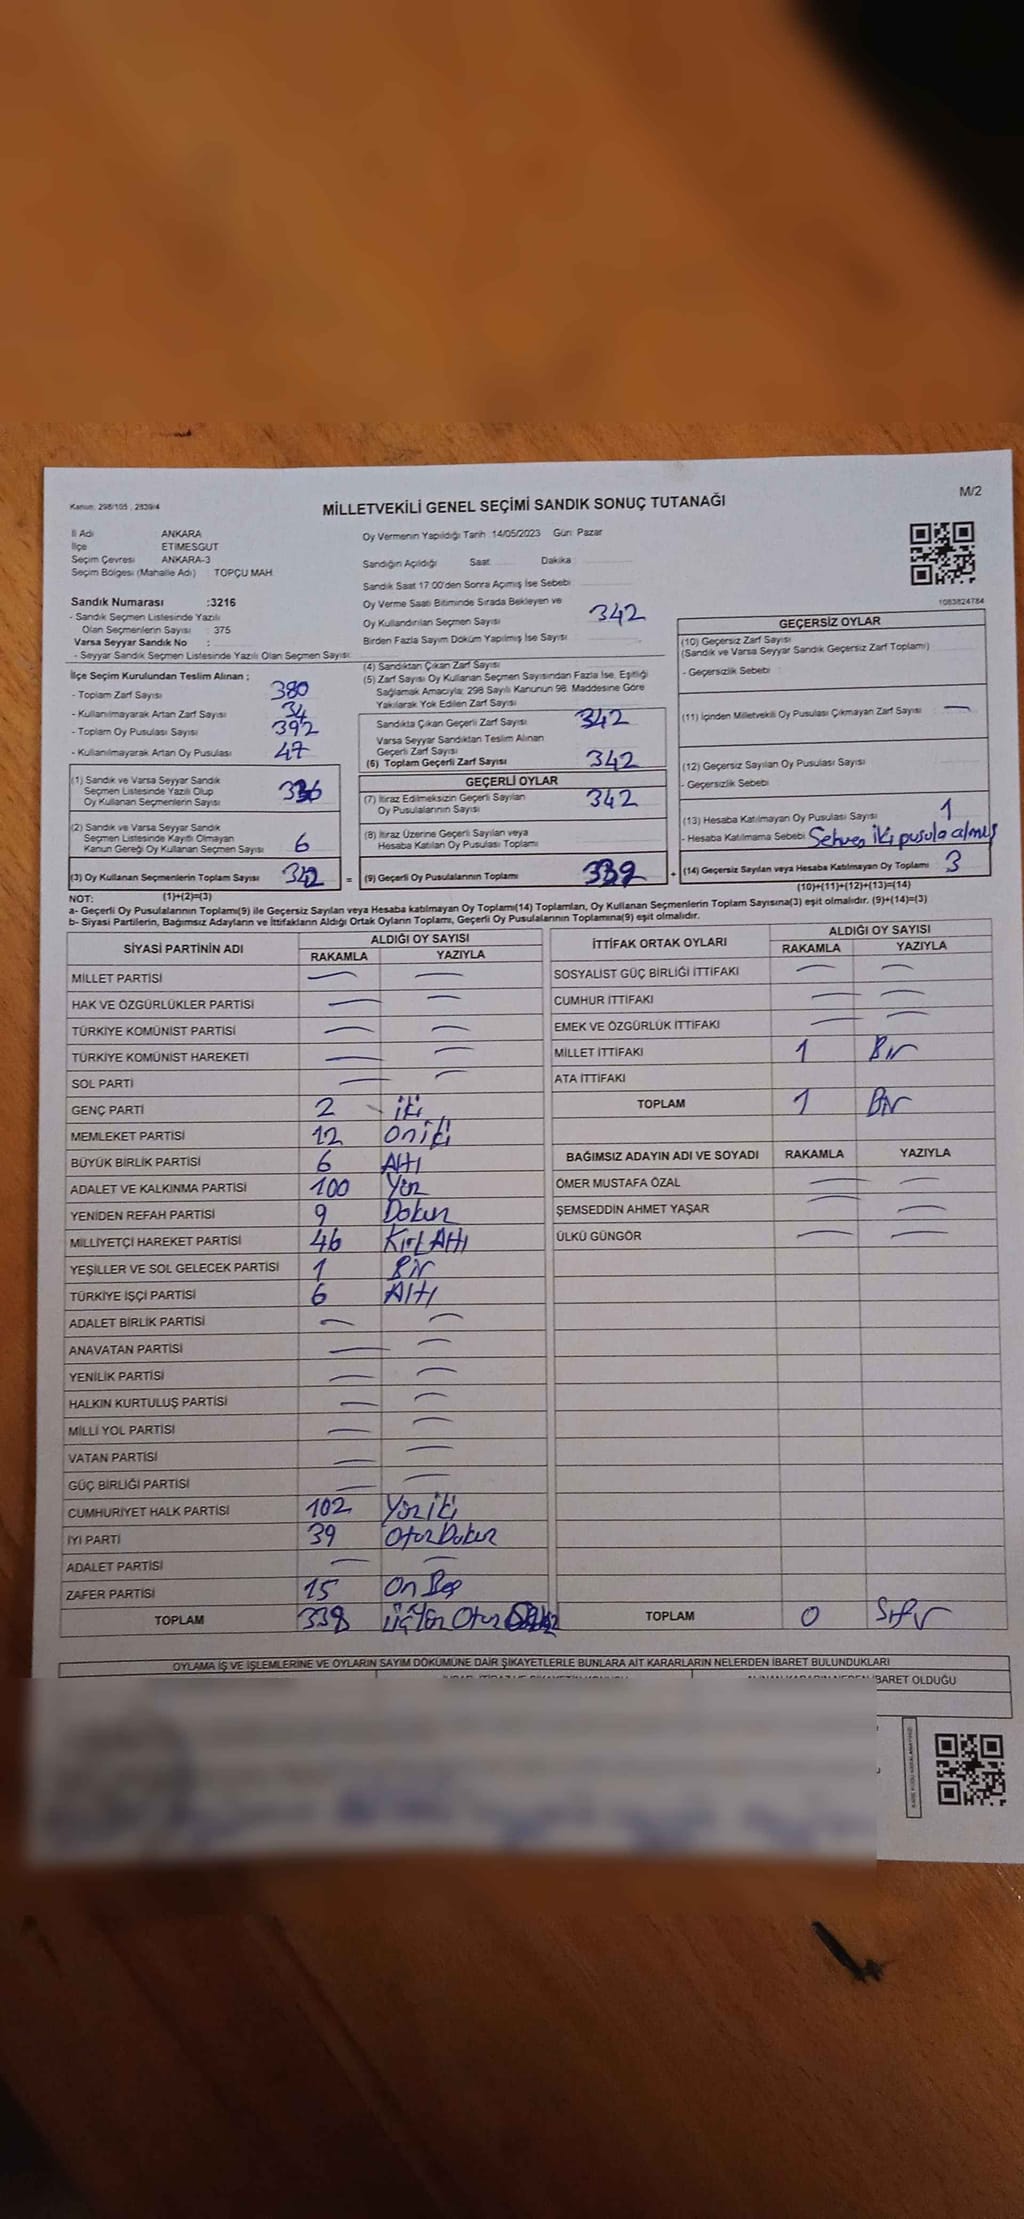 Kanun: 298/105 , 2839/4
MİLLETVEKİLİ GENEL SEÇİMİ SANDIK SONUÇ TUTANAĞI
M/2
İl Adı ANKARA
İlçe ETİMESGUT
Seçim Çevresi ANKARA-3
Seçim Bölgesi (Mahalle Adı) : TOPÇU MAH.
Sandık Numarası :3216
- Sandık Seçmen Listesinde Yazılı
Olan Seçmenlerin Sayısı : 375
Varsa Seyyar Sandık No :
- Seyyar Sandık Seçmen Listesinde Yazılı Olan Seçmen Sayısı:
Oy Vermenin Yapıldığı Tarih :14/05/2023 Gün: Pazar
Sandığın Açıldığı Saat Dakika
Sandık Saat 17.00'den Sonra Açılmış İse Sebebi
Oy Verme Saati Bitiminde Sırada Bekleyen ve
Oy Kullandırılan Seçmen Sayısı 342
Birden Fazla Sayım Döküm Yapılmış İse Sayısı
1083824784
İlçe Seçim Kurulundan Teslim Alınan ;
- Toplam Zarf Sayısı 380
- Kullanılmayarak Artan Zarf Sayısı 34
- Toplam Oy Pusulası Sayısı 392
- Kullanılmayarak Artan Oy Pusulası 47
(1) Sandık ve Varsa Seyyar Sandık
Seçmen Listesinde Yazılı Olup
Oy Kullanan Seçmenlerin Sayısı 336
(2) Sandık ve Varsa Seyyar Sandık
Seçmen Listesinde Kayıtlı Olmayan
Kanun Gereği Oy Kullanan Seçmen Sayısı 6
(3) Oy Kullanan Seçmenlerin Toplam Sayısı 342
(1)+(2)=(3)
(4) Sandıktan Çıkan Zarf Sayısı
(5) Zarf Sayısı Oy Kullanan Seçmen Sayısından Fazla İse, Eşitliği
Sağlamak Amacıyla; 298 Sayılı Kanunun 98. Maddesine Göre
Yakılarak Yok Edilen Zarf Sayısı
Sandıkta Çıkan Geçerli Zarf Sayısı 342
Varsa Seyyar Sandıktan Teslim Alınan
Geçerli Zarf Sayısı
(6) Toplam Geçerli Zarf Sayısı 342
GEÇERLİ OYLAR
(7) İtiraz Edilmeksizin Geçerli Sayılan
Oy Pusulalarının Sayısı 342
(8) İtiraz Üzerine Geçerli Sayılan veya
Hesaba Katılan Oy Pusulası Toplamı
= (9) Geçerli Oy Pusulalarının Toplamı 339 +
GEÇERSİZ OYLAR
(10) Geçersiz Zarf Sayısı
(Sandık ve Varsa Seyyar Sandık Geçersiz Zarf Toplamı)
- Geçersizlik Sebebi :
(11) İçinden Milletvekili Oy Pusulası Çıkmayan Zarf Sayısı —
(12) Geçersiz Sayılan Oy Pusulası Sayısı
- Geçersizlik Sebebi
(13) Hesaba Katılmayan Oy Pusulası Sayısı 1
- Hesaba Katılmama Sebebi Sehven iki pusula almış
(14) Geçersiz Sayılan veya Hesaba Katılmayan Oy Toplamı 3
(10)+(11)+(12)+(13)=(14)
NOT:
a- Geçerli Oy Pusulalarının Toplamı(9) ile Geçersiz Sayılan veya Hesaba katılmayan Oy Toplamı(14) Toplamları, Oy Kullanan Seçmenlerin Toplam Sayısına(3) eşit olmalıdır. (9)+(14)=(3)
b- Siyasi Partilerin, Bağımsız Adayların ve İttifakların Aldığı Ortak Oyların Toplamı, Geçerli Oy Pusulalarının Toplamına(9) eşit olmalıdır.
SİYASİ PARTİNİN ADI ALDIĞI OY SAYISI
RAKAMLA YAZIYLA
MİLLET PARTİSİ — —
HAK VE ÖZGÜRLÜKLER PARTİSİ — —
TÜRKİYE KOMÜNİST PARTİSİ — —
TÜRKİYE KOMÜNİST HAREKETİ — —
SOL PARTİ — —
GENÇ PARTİ 2 iki
MEMLEKET PARTİSİ 12 oniki
BÜYÜK BİRLİK PARTİSİ 6 Altı
ADALET VE KALKINMA PARTİSİ 100 Yüz
YENİDEN REFAH PARTİSİ 9 Dokuz
MİLLİYETÇİ HAREKET PARTİSİ 46 Kırk Altı
YEŞİLLER VE SOL GELECEK PARTİSİ 1 Bir
TÜRKİYE İŞÇİ PARTİSİ 6 Altı
ADALET BİRLİK PARTİSİ — —
ANAVATAN PARTİSİ — —
YENİLİK PARTİSİ — —
HALKIN KURTULUŞ PARTİSİ — —
MİLLİ YOL PARTİSİ — —
VATAN PARTİSİ — —
GÜÇ BİRLİĞİ PARTİSİ — —
CUMHURİYET HALK PARTİSİ 102 Yüz iki
İYİ PARTİ 39 Otuz Dokuz
ADALET PARTİSİ — —
ZAFER PARTİSİ 15 On Beş
TOPLAM 338 Üçyüz Otuz
İTTİFAK ORTAK OYLARI ALDIĞI OY SAYISI
RAKAMLA YAZIYLA
SOSYALİST GÜÇ BİRLİĞİ İTTİFAKI — —
CUMHUR İTTİFAKI — —
EMEK VE ÖZGÜRLÜK İTTİFAKI — —
MİLLET İTTİFAKI 1 Bir
ATA İTTİFAKI
TOPLAM 1 Bir
BAĞIMSIZ ADAYIN ADI VE SOYADI RAKAMLA YAZIYLA
ÖMER MUSTAFA ÖZAL — —
ŞEMSEDDİN AHMET YAŞAR — —
ÜLKÜ GÜNGÖR — —
TOPLAM 0 Sıfır
OYLAMA İŞ VE İŞLEMLERİNE VE OYLARIN SAYIM DÖKÜMÜNE DAİR ŞİKAYETLERLE BUNLARA AİT KARARLARIN NELERDEN İBARET BULUNDUKLARI
İBARET OLDUĞU